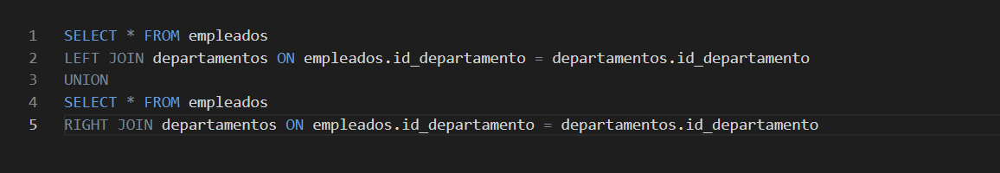 1 SELECT * FROM empleados
2 LEFT JOIN departamentos ON empleados.id_departamento = departamentos.id_departamento
3 UNION
4 SELECT * FROM empleados
5 RIGHT JOIN departamentos ON empleados.id_departamento = departamentos.id_departamento